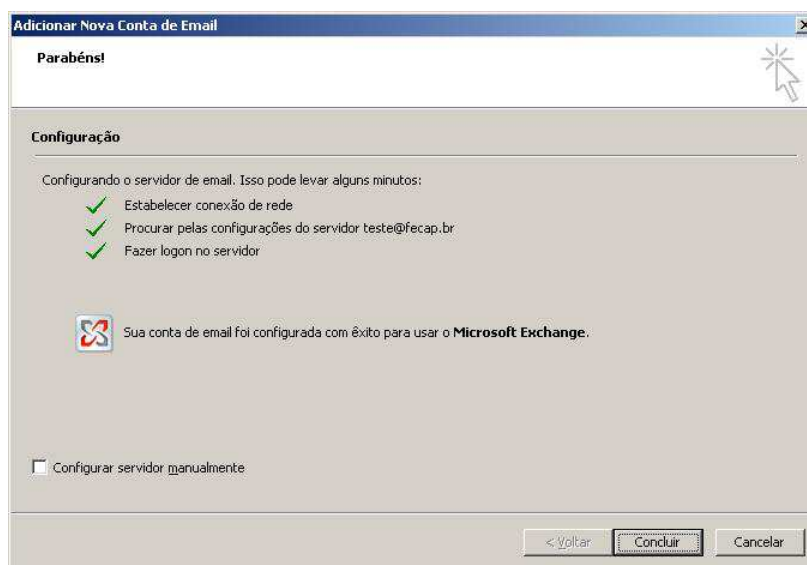 Adicionar Nova Conta de Email
Parabéns!
Configuração
Configurando o servidor de email. Isso pode levar alguns minutos:
Estabelecer conexão de rede
Procurar pelas configurações do servidor teste@fecap.br
Fazer logon no servidor
Sua conta de email foi configurada com êxito para usar o Microsoft Exchange.
Configurar servidor manualmente
< Voltar
Concluir
Cancelar